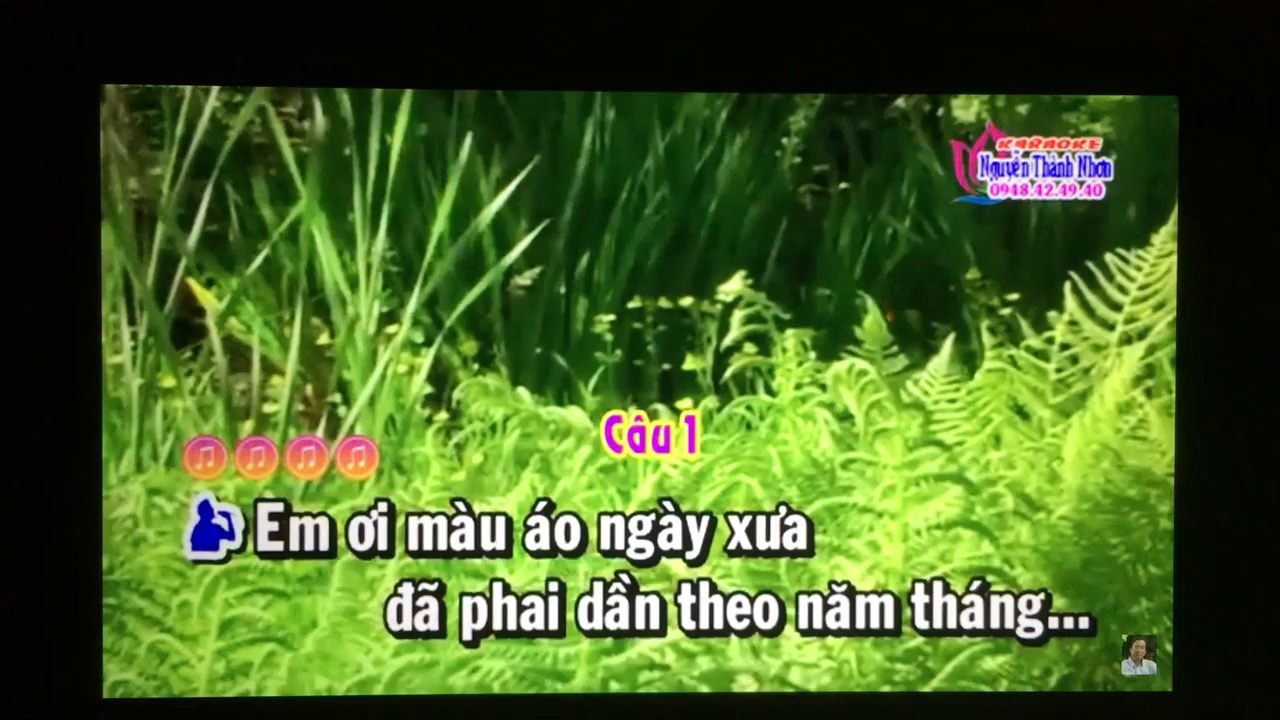 KARAOKE
Nguyễn Thành Nhơn
0948.42.49.40
Câu 1
Em ơi màu áo ngày xưa
đã phai dần theo năm tháng...